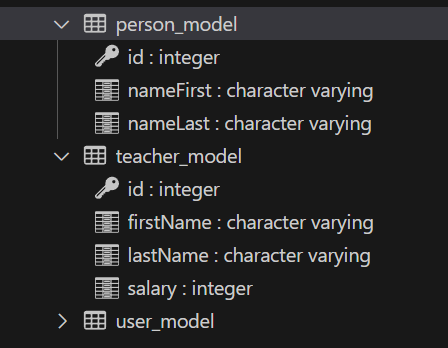 person_model
id : integer
nameFirst : character varying
nameLast : character varying
teacher_model
id : integer
firstName : character varying
lastName : character varying
salary : integer
user_model